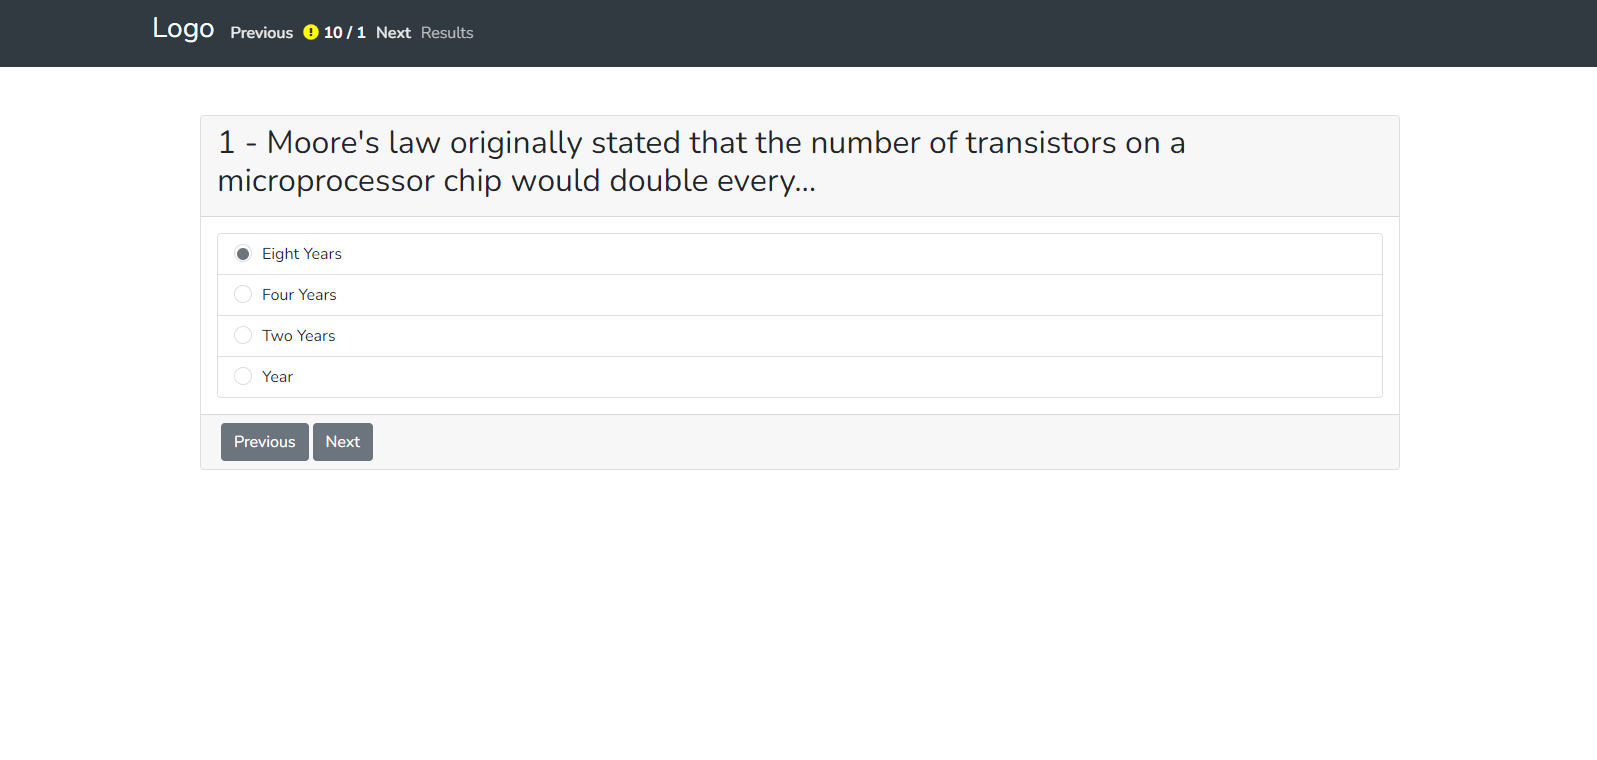 Logo Previous 10 / 1 Next Results
1 - Moore's law originally stated that the number of transistors on a
microprocessor chip would double every...
Eight Years
Four Years
Two Years
Year
Previous Next